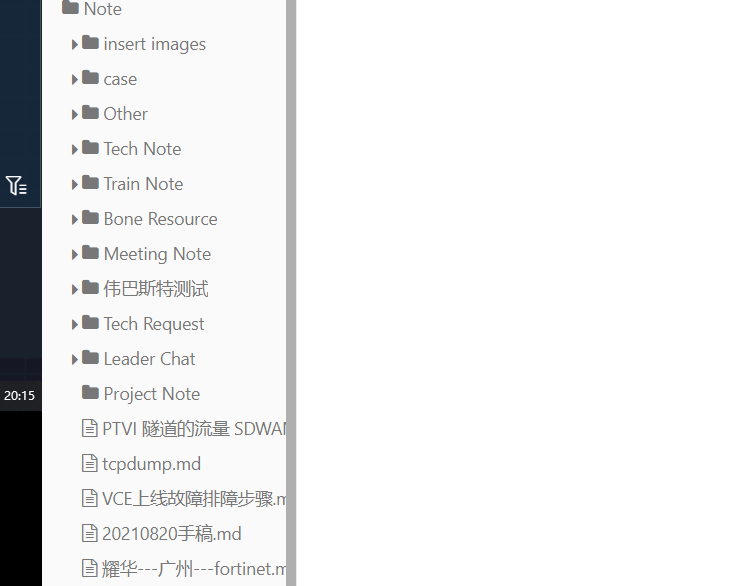 Note
insert images
case
Other
Tech Note
Train Note
Bone Resource
Meeting Note
伟巴斯特测试
Tech Request
Leader Chat
Project Note
20:15
PTVI 隧道的流量 SDWAN
tcpdump.md
VCE上线故障排障步骤.m
20210820手稿.md
耀华---广州---fortinet.m